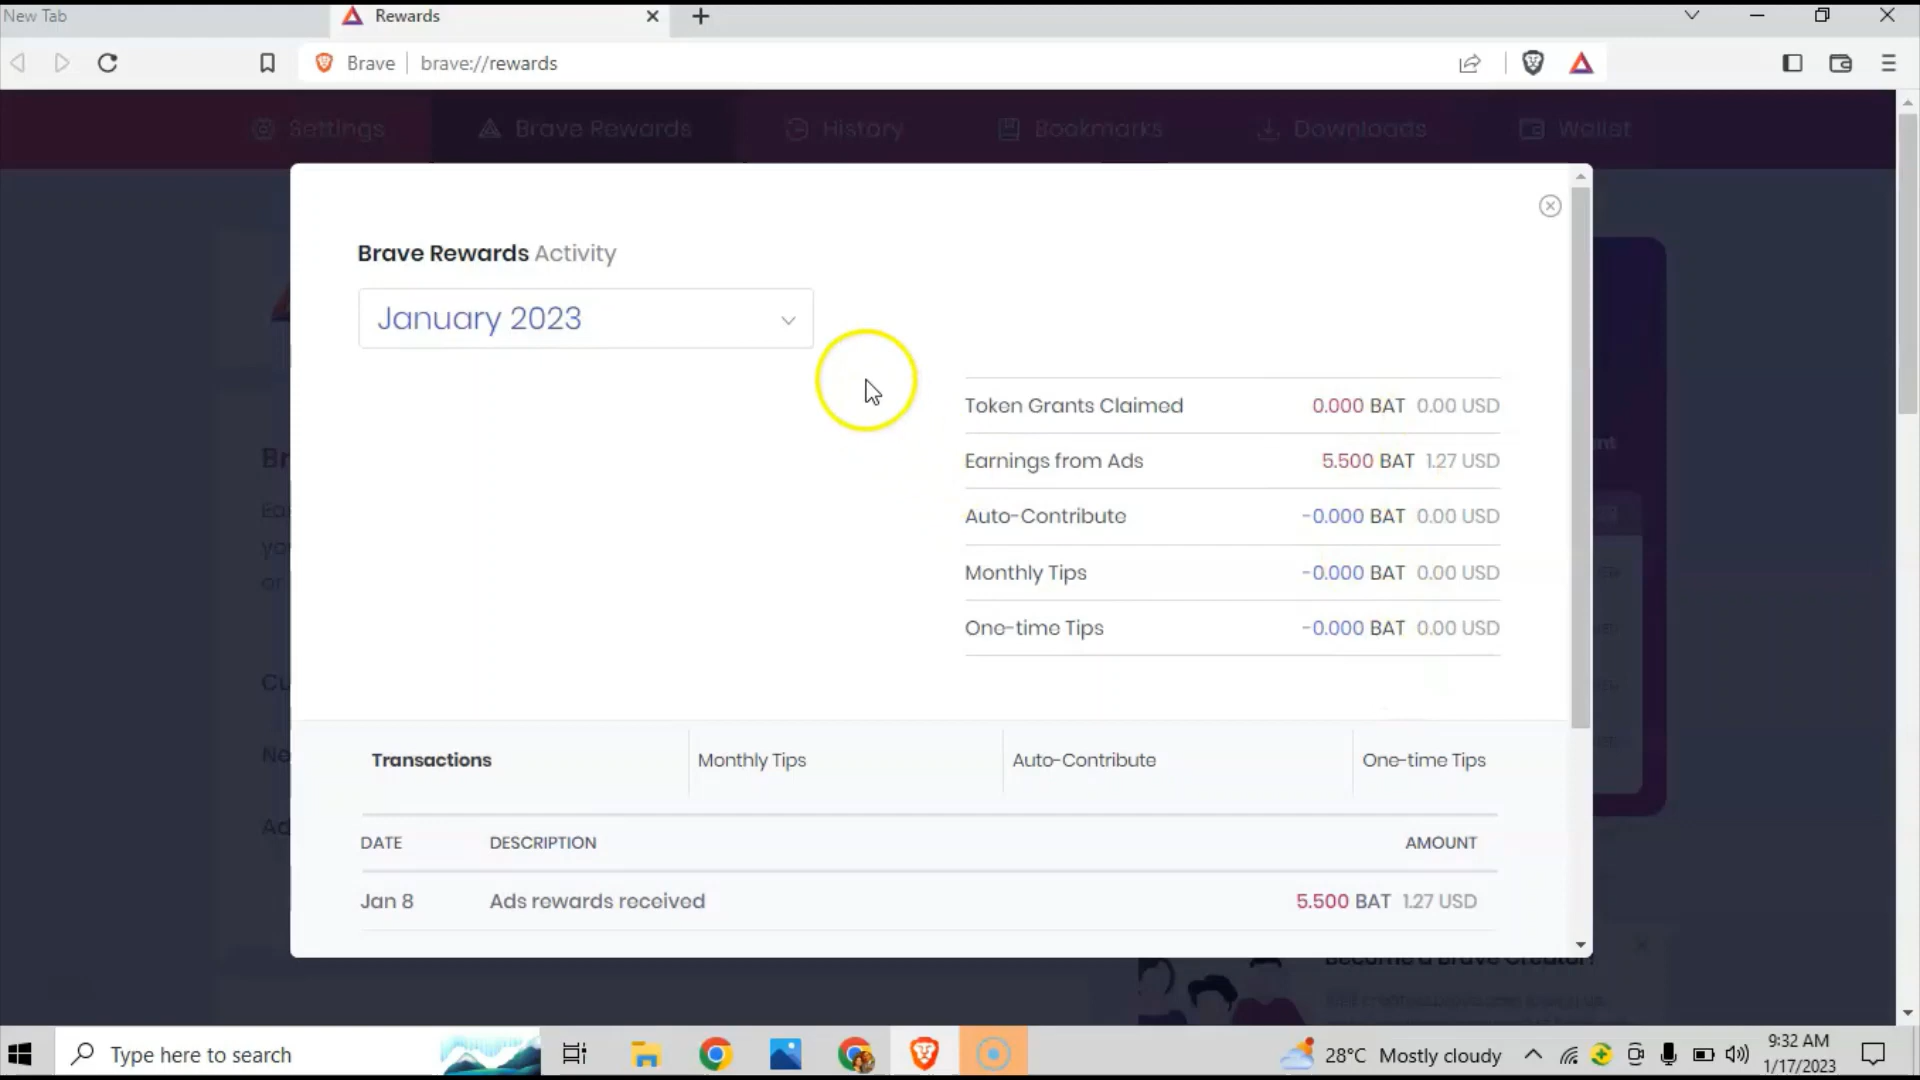 New Tab
Rewards
Brave
brave://rewards
Settings
Brave Rewards
History
Bookmarks
Downloads
Wallet
Brave Rewards Activity
January 2023
Token Grants Claimed 0.000 BAT 0.00 USD
Earnings from Ads 5.500 BAT 1.27 USD
Auto-Contribute -0.000 BAT 0.00 USD
Monthly Tips -0.000 BAT 0.00 USD
One-time Tips -0.000 BAT 0.00 USD
Transactions Monthly Tips Auto-Contribute One-time Tips
DATE DESCRIPTION AMOUNT
Jan 8 Ads rewards received 5.500 BAT 1.27 USD
Become a Brave Creator!
Type here to search
28°C Mostly cloudy
9:32 AM
1/17/2023